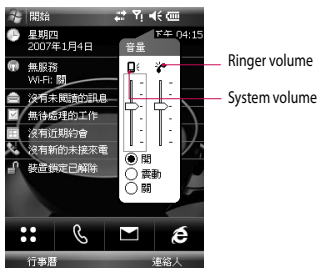 開始
星期四
2007年1月4日
下午 04:15
音量
Ringer volume
System volume
無服務
Wi-Fi: 關
沒有未閱讀的訊息
無待處理的工作
沒有近期約會
沒有新的未接來電
裝置鎖定已解除
開
震動
關
行事曆
連絡人